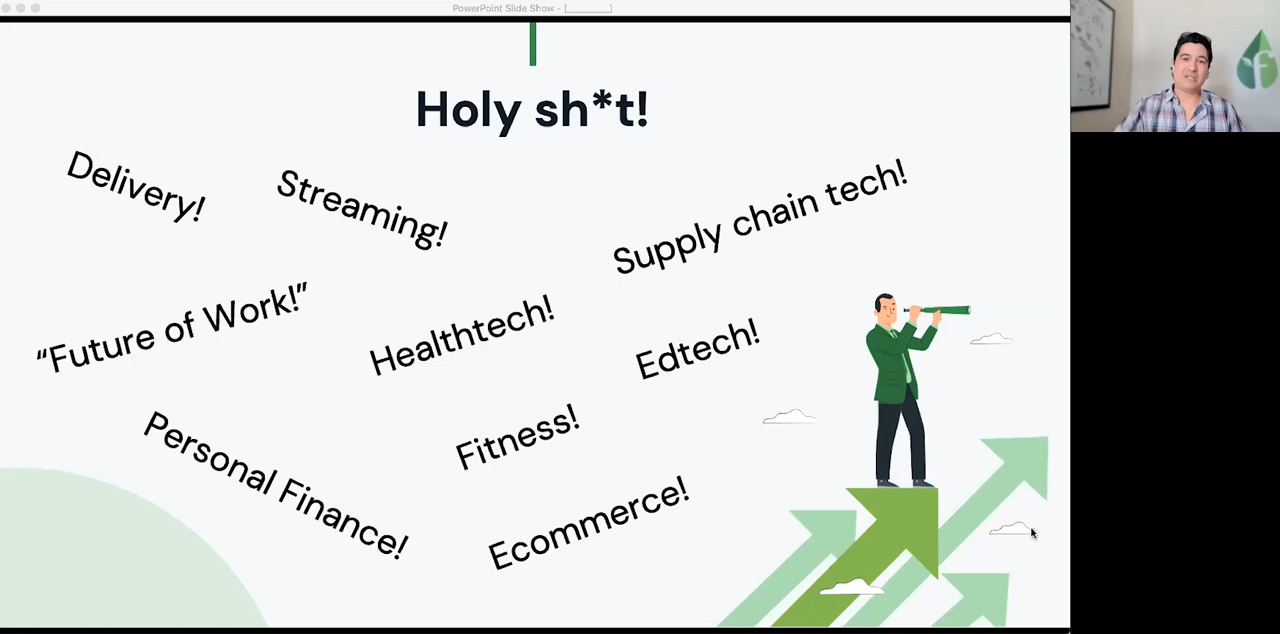 PowerPoint Slide Show - [________]
Holy sh*t!
Delivery!
Streaming!
Supply chain tech!
“Future of Work!”
Healthtech!
Edtech!
Personal Finance!
Fitness!
Ecommerce!
f